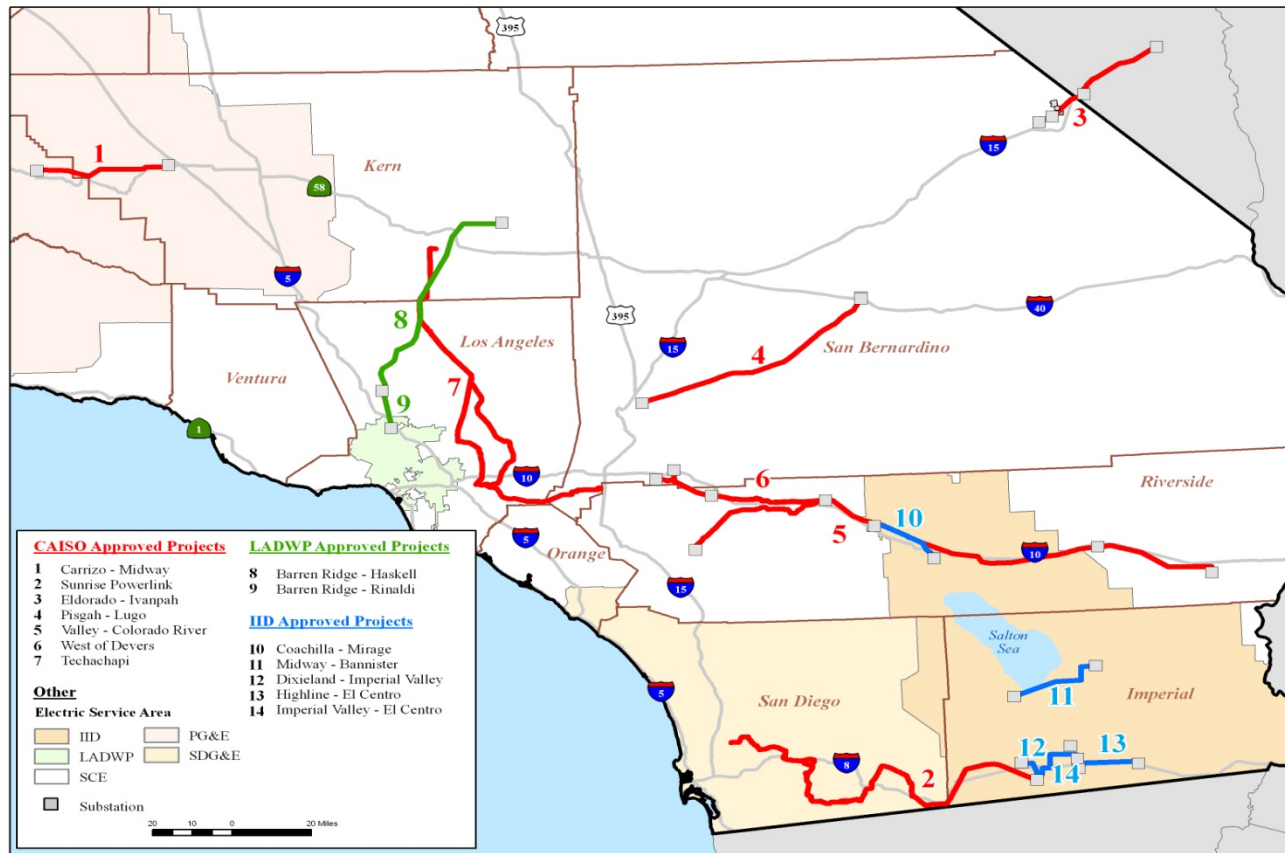 395
3
15
1
Kern
58
5
8
Los Angeles
395
40
15
4
San Bernardino
7
Ventura
9
1
10
6
Riverside
10
5
Orange
5
10
15
Salton
Sea
5
San Diego
11
Imperial
12
13
14
8
2
CAISO Approved Projects
1 Carrizo - Midway
2 Sunrise Powerlink
3 Eldorado - Ivanpah
4 Pisgah - Lugo
5 Valley - Colorado River
6 West of Devers
7 Techachapi
LADWP Approved Projects
8 Barren Ridge - Haskell
9 Barren Ridge - Rinaldi
IID Approved Projects
10 Coachilla - Mirage
11 Midway - Bannister
12 Dixieland - Imperial Valley
13 Highline - El Centro
14 Imperial Valley - El Centro
Other
Electric Service Area
IID PG&E
LADWP SDG&E
SCE
Substation
20 10 0 20 Miles